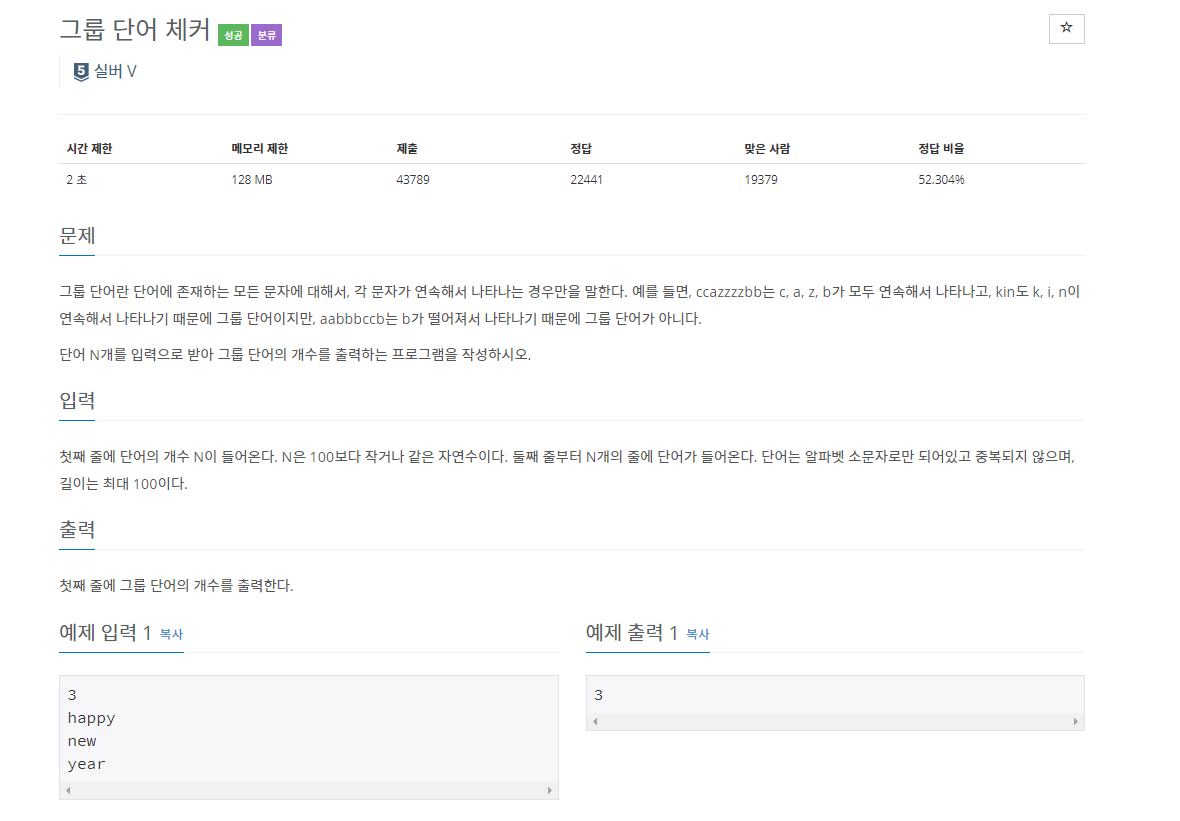 그룹 단어 체커 성공 분류 ☆
5 실버 V
시간 제한 메모리 제한 제출 정답 맞은 사람 정답 비율
2 초 128 MB 43789 22441 19379 52.304%
문제
그룹 단어란 단어에 존재하는 모든 문자에 대해서, 각 문자가 연속해서 나타나는 경우만을 말한다. 예를 들면, ccazzzzbb는 c, a, z, b가 모두 연속해서 나타나고, kin도 k, i, n이
연속해서 나타나기 때문에 그룹 단어이지만, aabbbccb는 b가 떨어져서 나타나기 때문에 그룹 단어가 아니다.
단어 N개를 입력으로 받아 그룹 단어의 개수를 출력하는 프로그램을 작성하시오.
입력
첫째 줄에 단어의 개수 N이 들어온다. N은 100보다 작거나 같은 자연수이다. 둘째 줄부터 N개의 줄에 단어가 들어온다. 단어는 알파벳 소문자로만 되어있고 중복되지 않으며,
길이는 최대 100이다.
출력
첫째 줄에 그룹 단어의 개수를 출력한다.
예제 입력 1 복사
3
happy
new
year
예제 출력 1 복사
3